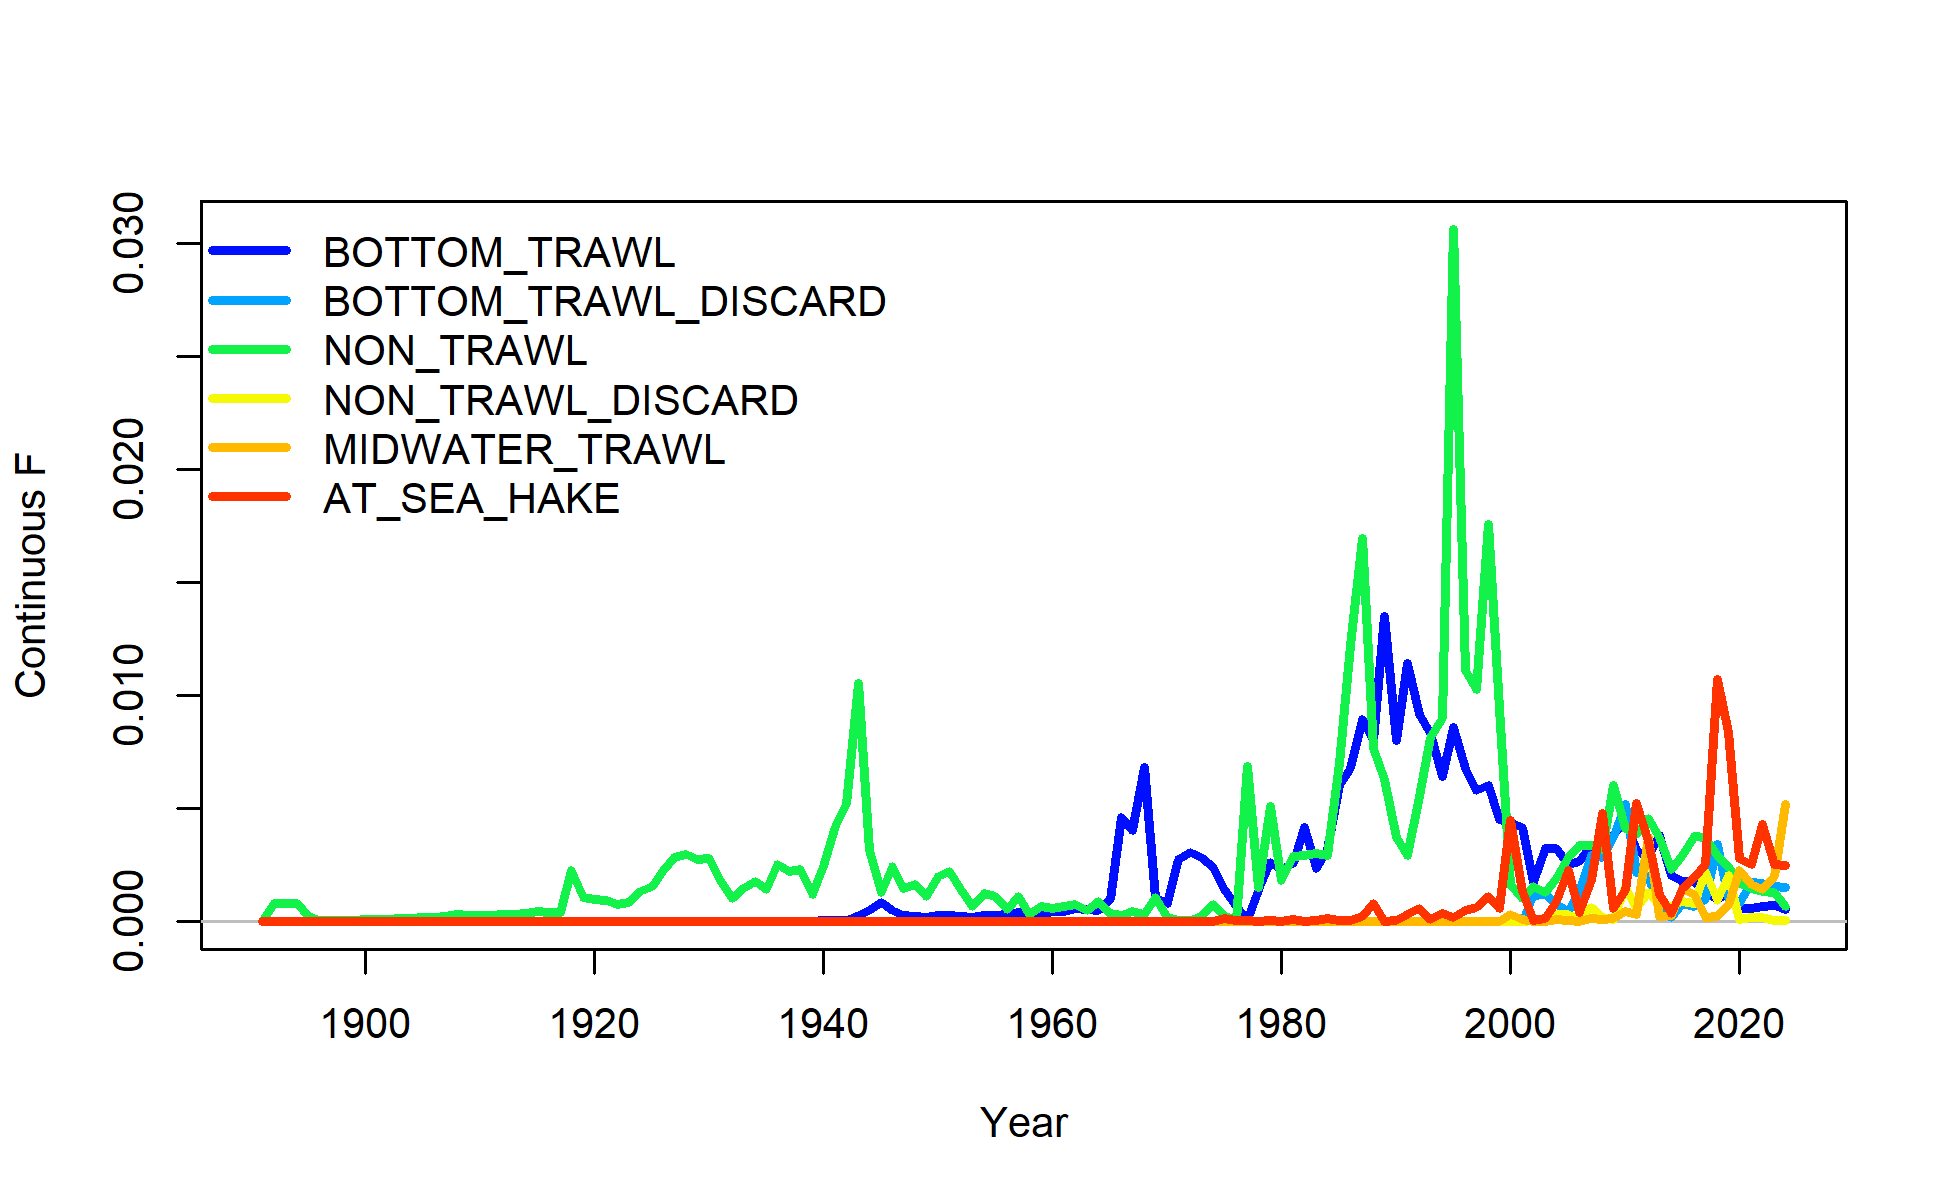 0.030
0.020
0.010
0.000
Continuous F
BOTTOM_TRAWL
BOTTOM_TRAWL_DISCARD
NON_TRAWL
NON_TRAWL_DISCARD
MIDWATER_TRAWL
AT_SEA_HAKE
1900 1920 1940 1960 1980 2000 2020
Year